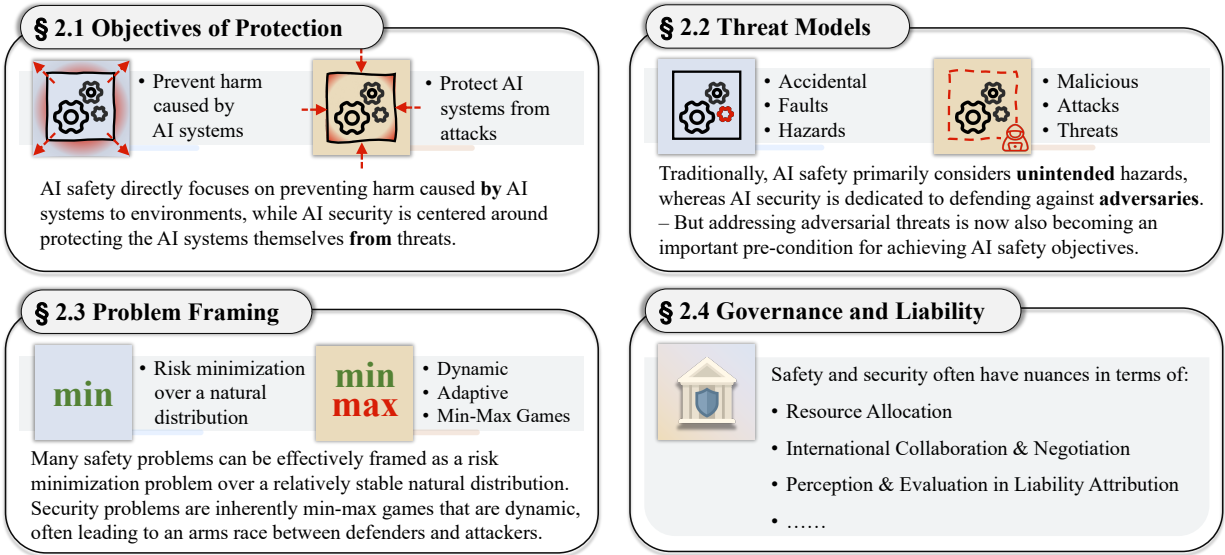 § 2.1 Objectives of Protection
• Prevent harm
caused by
AI systems
• Protect AI
systems from
attacks
AI safety directly focuses on preventing harm caused by AI
systems to environments, while AI security is centered around
protecting the AI systems themselves from threats.
§ 2.2 Threat Models
• Accidental
• Faults
• Hazards
• Malicious
• Attacks
• Threats
Traditionally, AI safety primarily considers unintended hazards,
whereas AI security is dedicated to defending against adversaries.
– But addressing adversarial threats is now also becoming an
important pre-condition for achieving AI safety objectives.
§ 2.3 Problem Framing
min
• Risk minimization
over a natural
distribution
min
max
• Dynamic
• Adaptive
• Min-Max Games
Many safety problems can be effectively framed as a risk
minimization problem over a relatively stable natural distribution.
Security problems are inherently min-max games that are dynamic,
often leading to an arms race between defenders and attackers.
§ 2.4 Governance and Liability
Safety and security often have nuances in terms of:
• Resource Allocation
• International Collaboration & Negotiation
• Perception & Evaluation in Liability Attribution
• ……